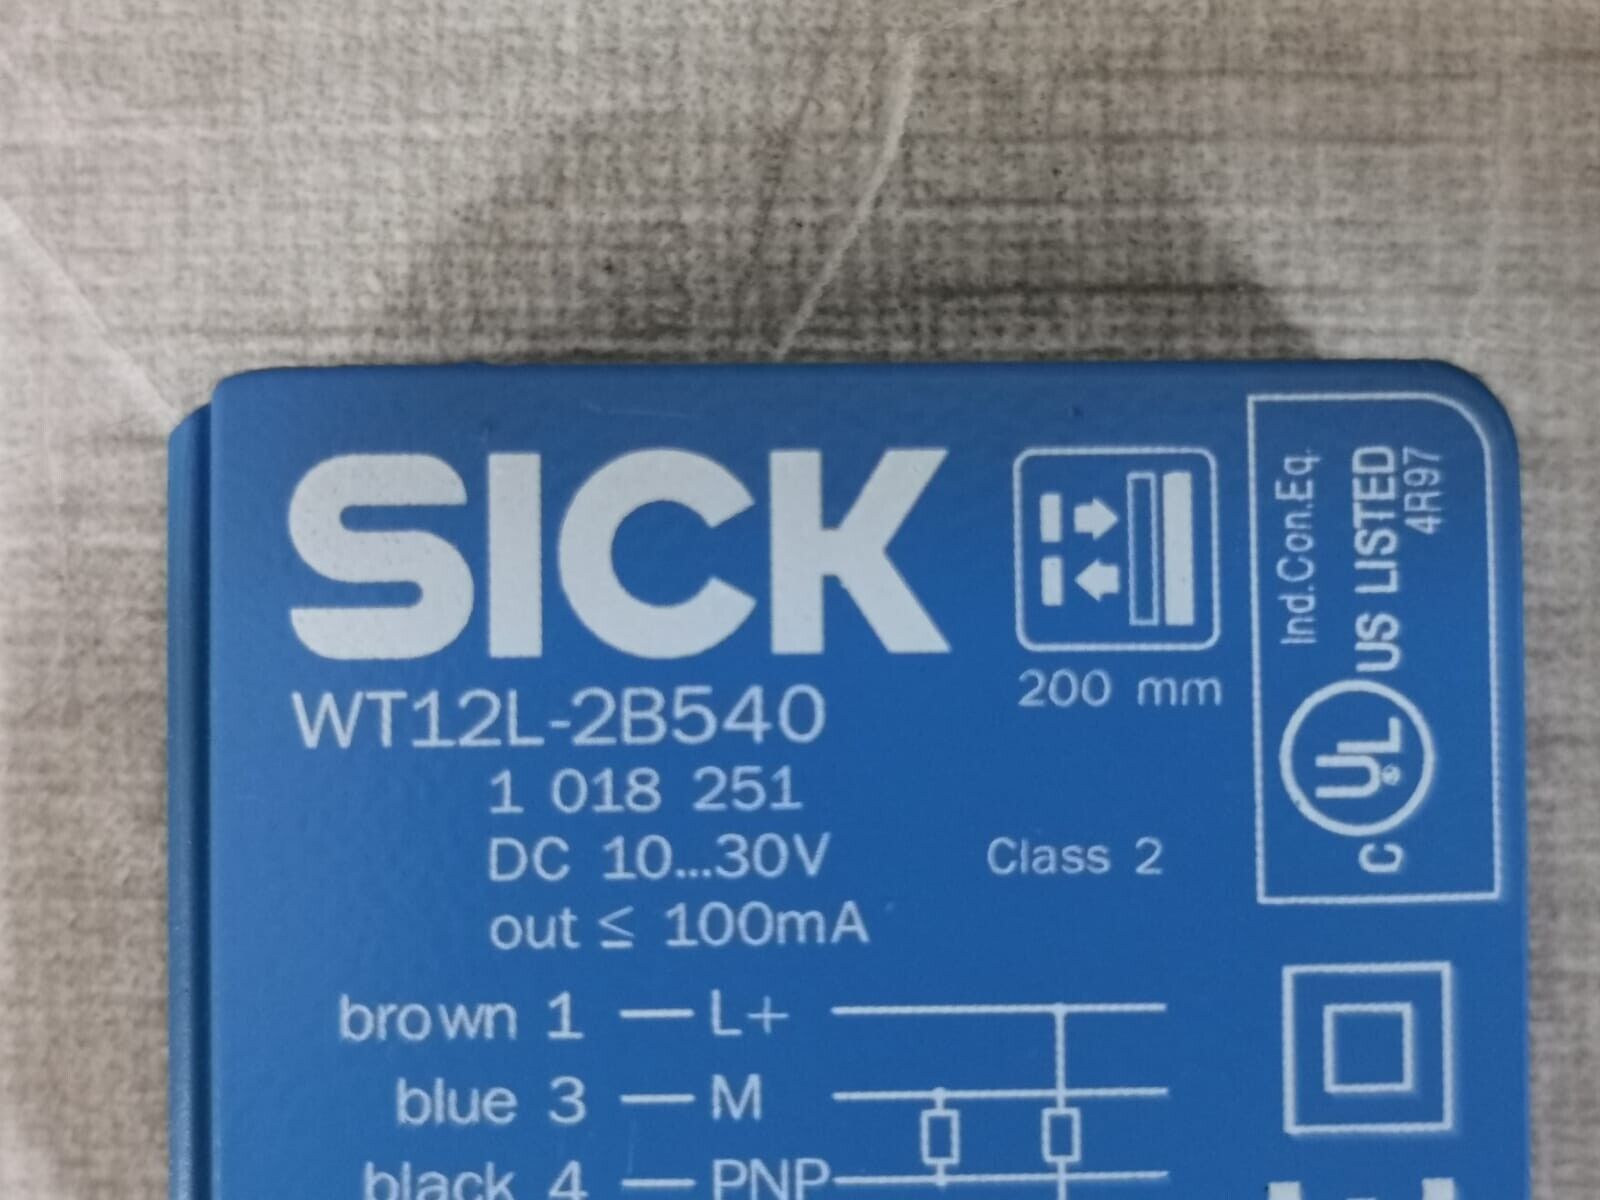 SICK
WT12L-2B540
1 018 251
DC 10...30V
out ≤ 100mA
200 mm
Class 2
Ind.Con.Eq.
C UL US LISTED
4R97
brown 1 — L+
blue 3 — M
black 4 — PNP